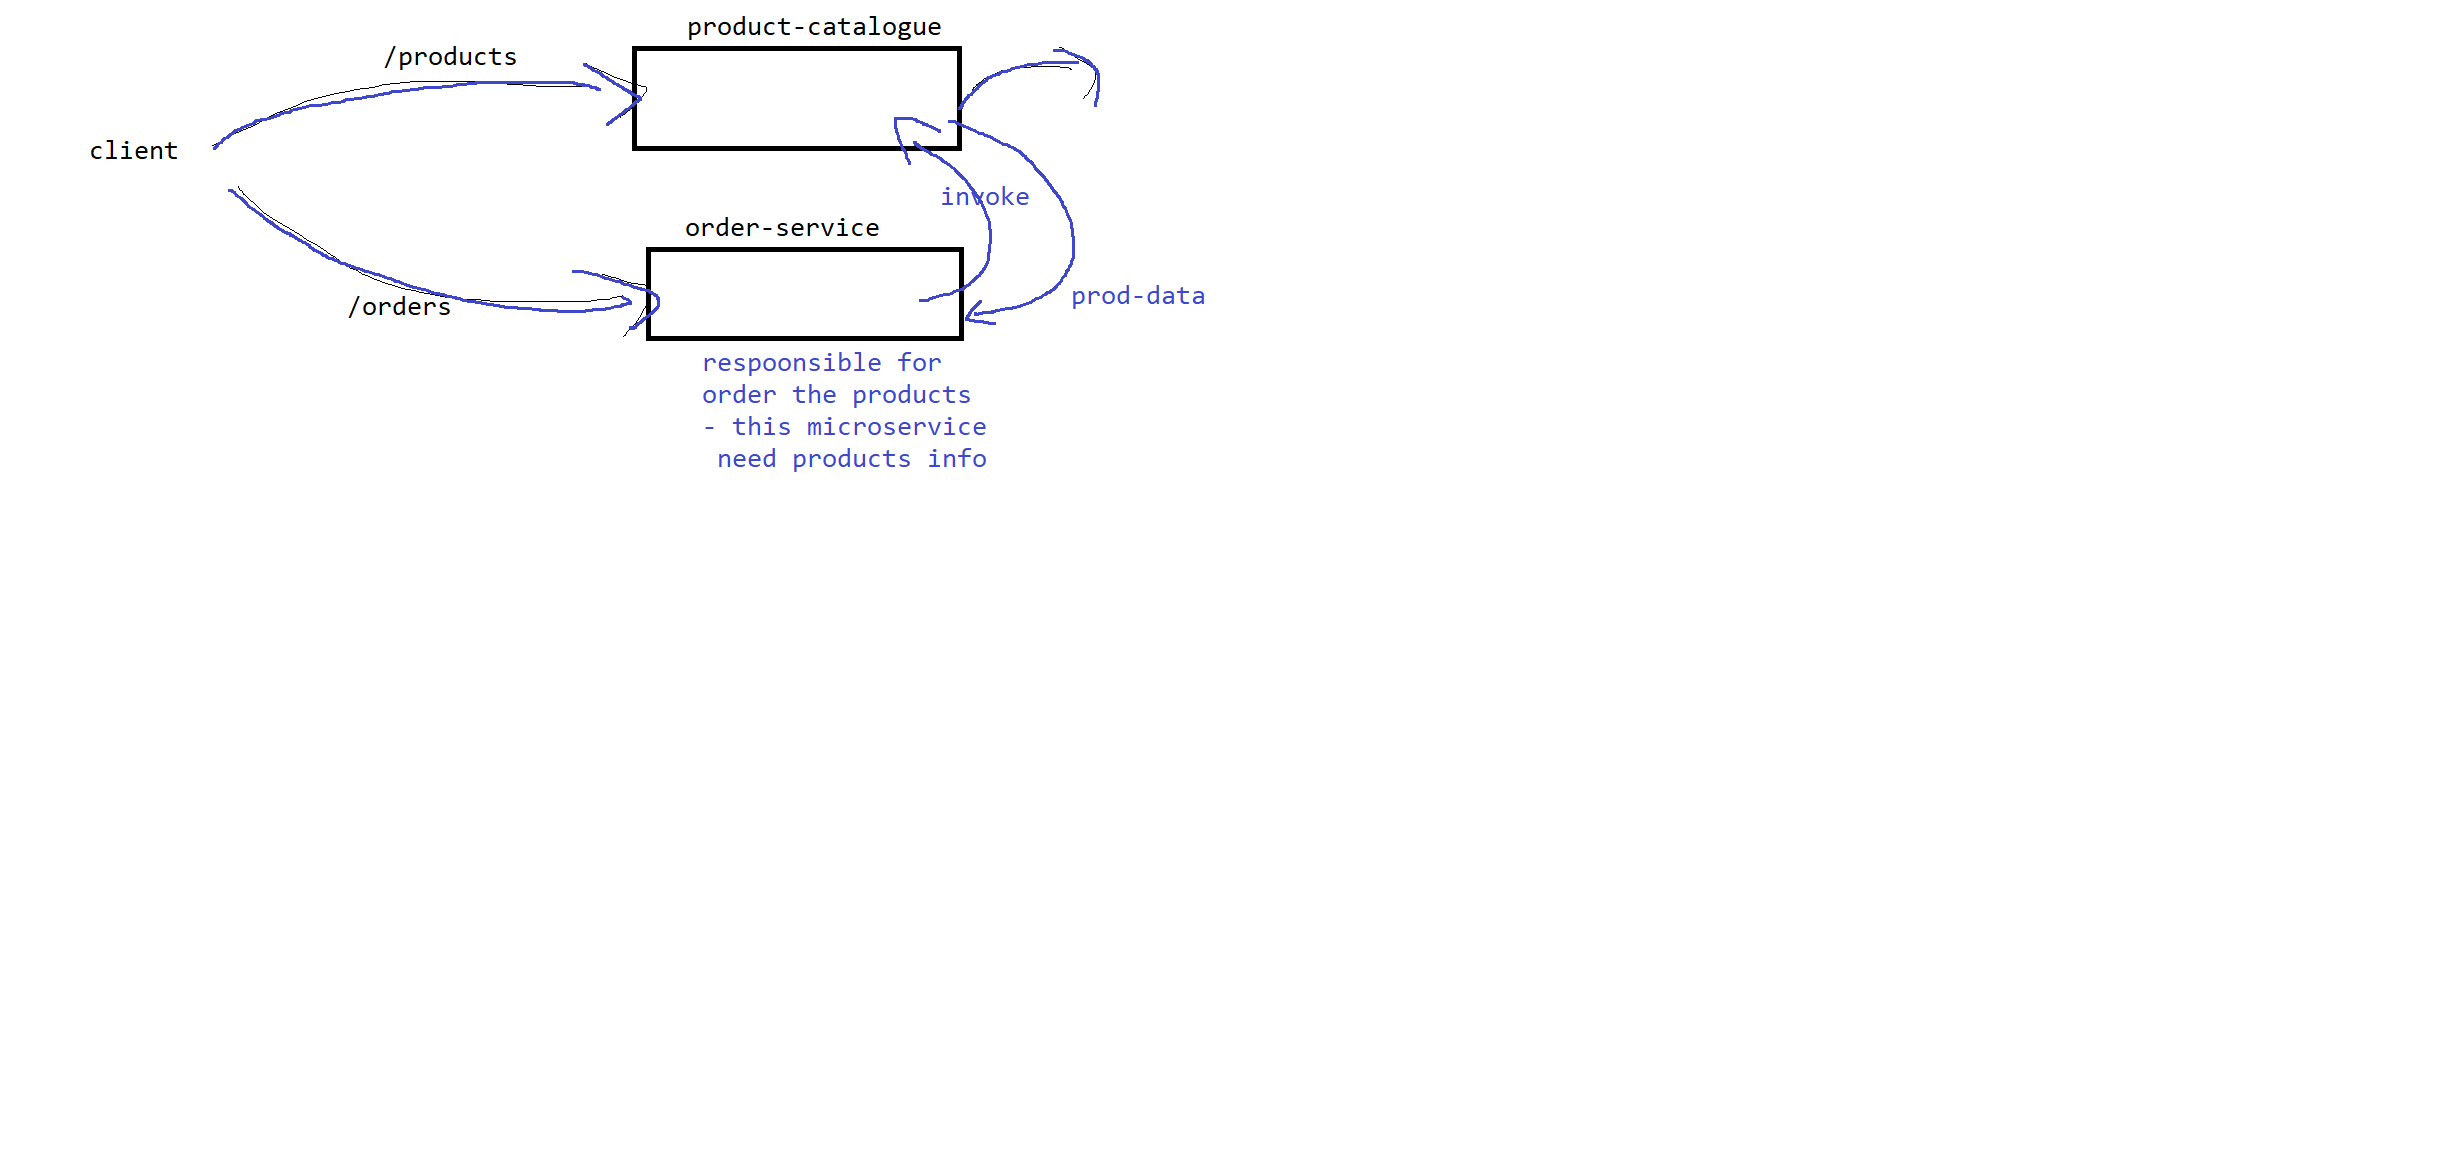 product-catalogue
/products
client
invoke
order-service
prod-data
/orders
respoonsible for
order the products
- this microservice
need products info